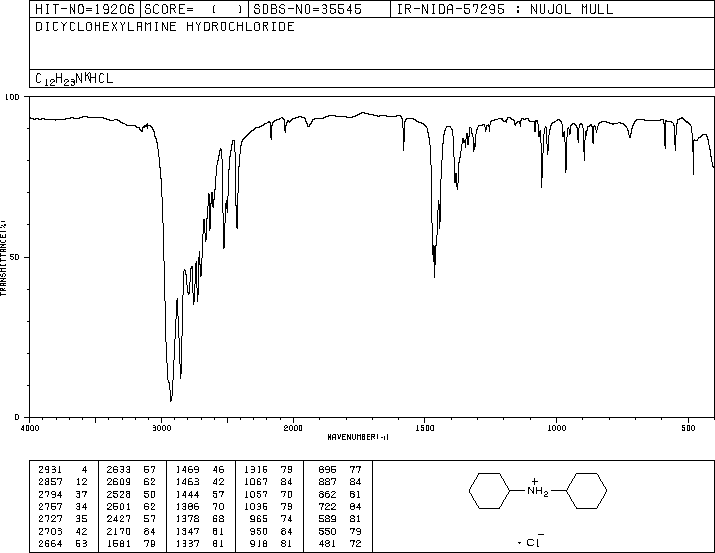 HIT-NO=19206 SCORE= ( ) SDBS-NO=35545 IR-NIDA-57295 : NUJOL MULL
DICYCLOHEXYLAMINE HYDROCHLORIDE
C12H23N·HCL
100
50
0
TRANSMITTANCE(%)
4000 3000 2000 1500 1000 500
WAVENUMBER(-1)
2931 4 2633 57 1469 46 1316 79 895 77
2857 12 2609 62 1463 42 1067 84 887 84
2794 37 2528 50 1444 57 1057 70 862 81
2757 34 2501 62 1386 70 1036 79 722 84
2727 35 2427 57 1378 68 965 74 589 81
2703 42 2170 84 1347 81 950 84 550 79
2664 53 1581 79 1337 81 918 81 481 72
+
NH2
· Cl−